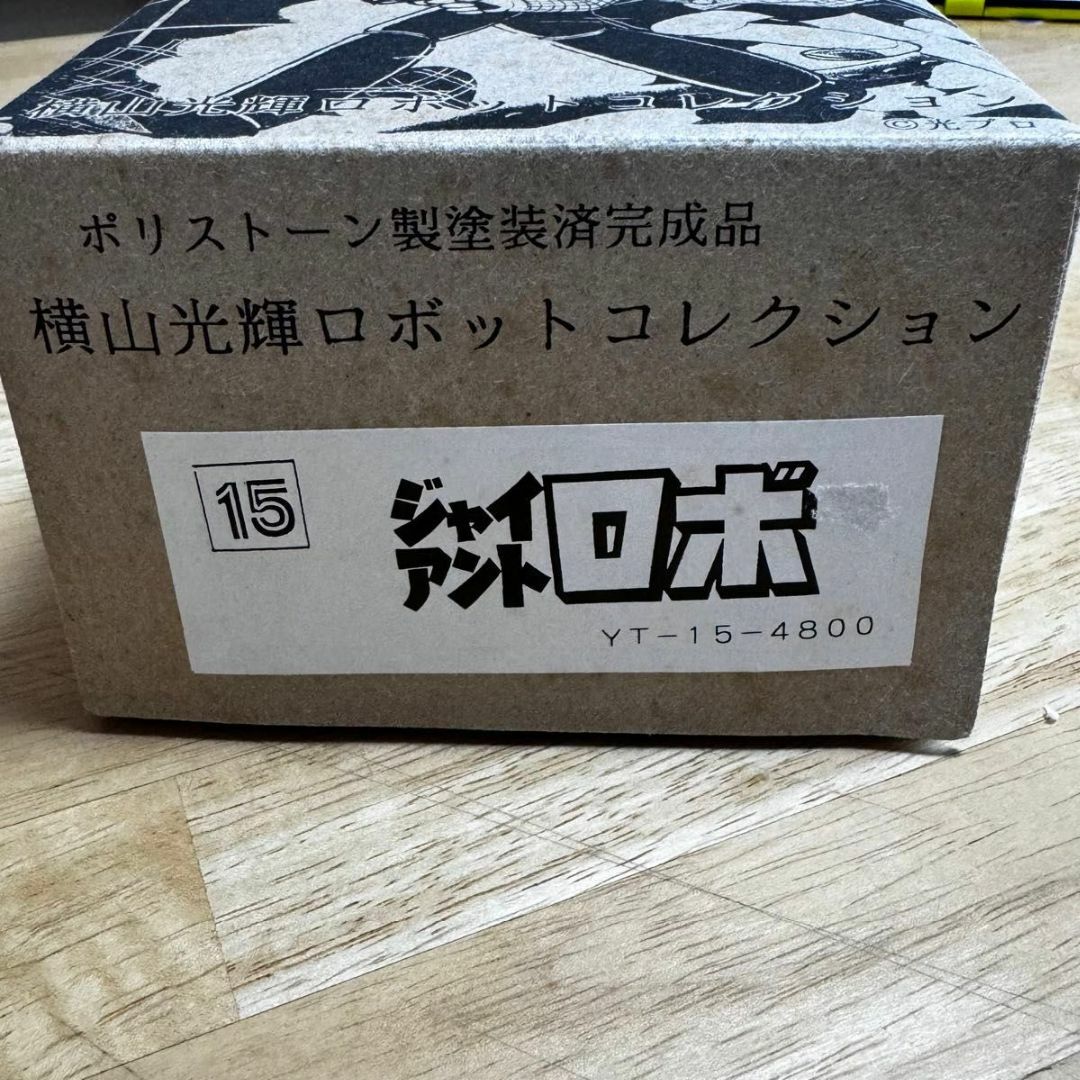 横山光輝ロボットコレクション
©光プロ
ポリストーン製塗装済完成品
横山光輝ロボットコレクション
15
ジャイアントロボ
YT-15-4800